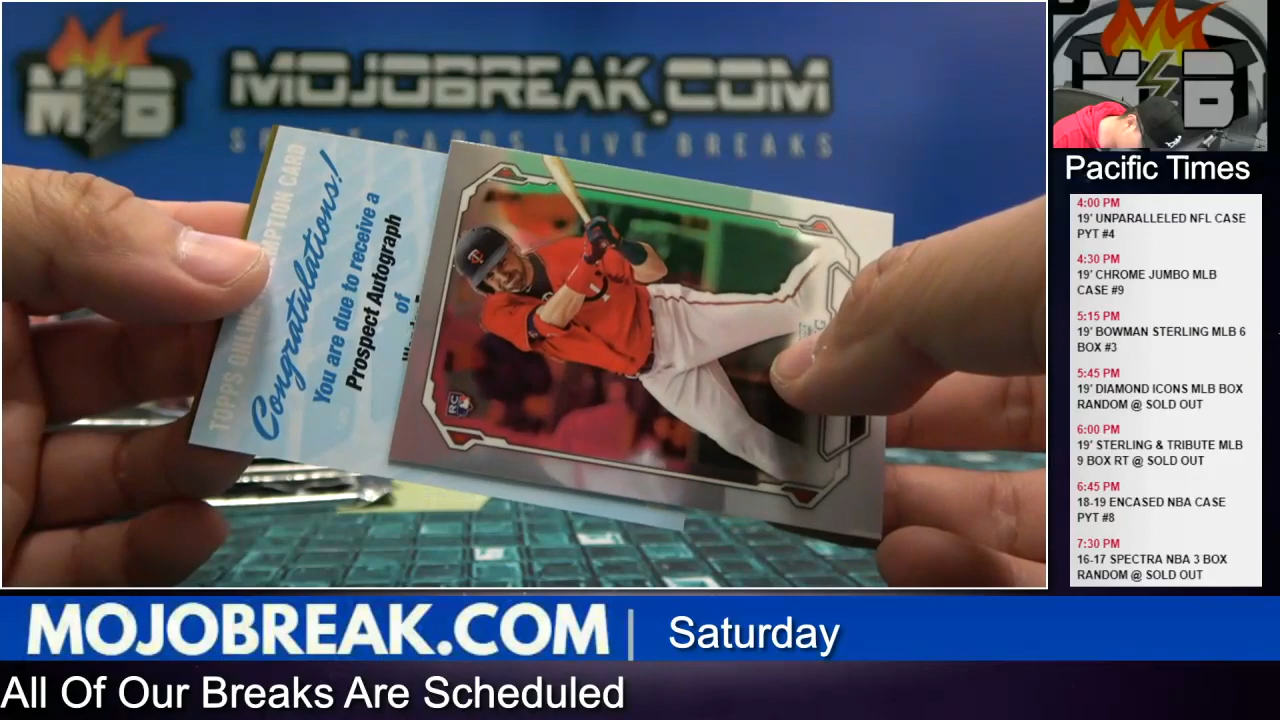 MOJOBREAK.COM
MB
TOPPS ONLINE
Congratulations!
You are due to receive a
Prospect Autograph
of
RC
T
MB
Pacific Times
4:00 PM
19' UNPARALLELED NFL CASE
PYT #4
4:30 PM
19' CHROME JUMBO MLB
CASE #9
5:15 PM
19' BOWMAN STERLING MLB 6
BOX #3
5:45 PM
19' DIAMOND ICONS MLB BOX
RANDOM @ SOLD OUT
6:00 PM
19' STERLING & TRIBUTE MLB
9 BOX RT @ SOLD OUT
6:45 PM
18-19 ENCASED NBA CASE
PYT #8
7:30 PM
16-17 SPECTRA NBA 3 BOX
RANDOM @ SOLD OUT
MOJOBREAK.COM | Saturday
All Of Our Breaks Are Scheduled